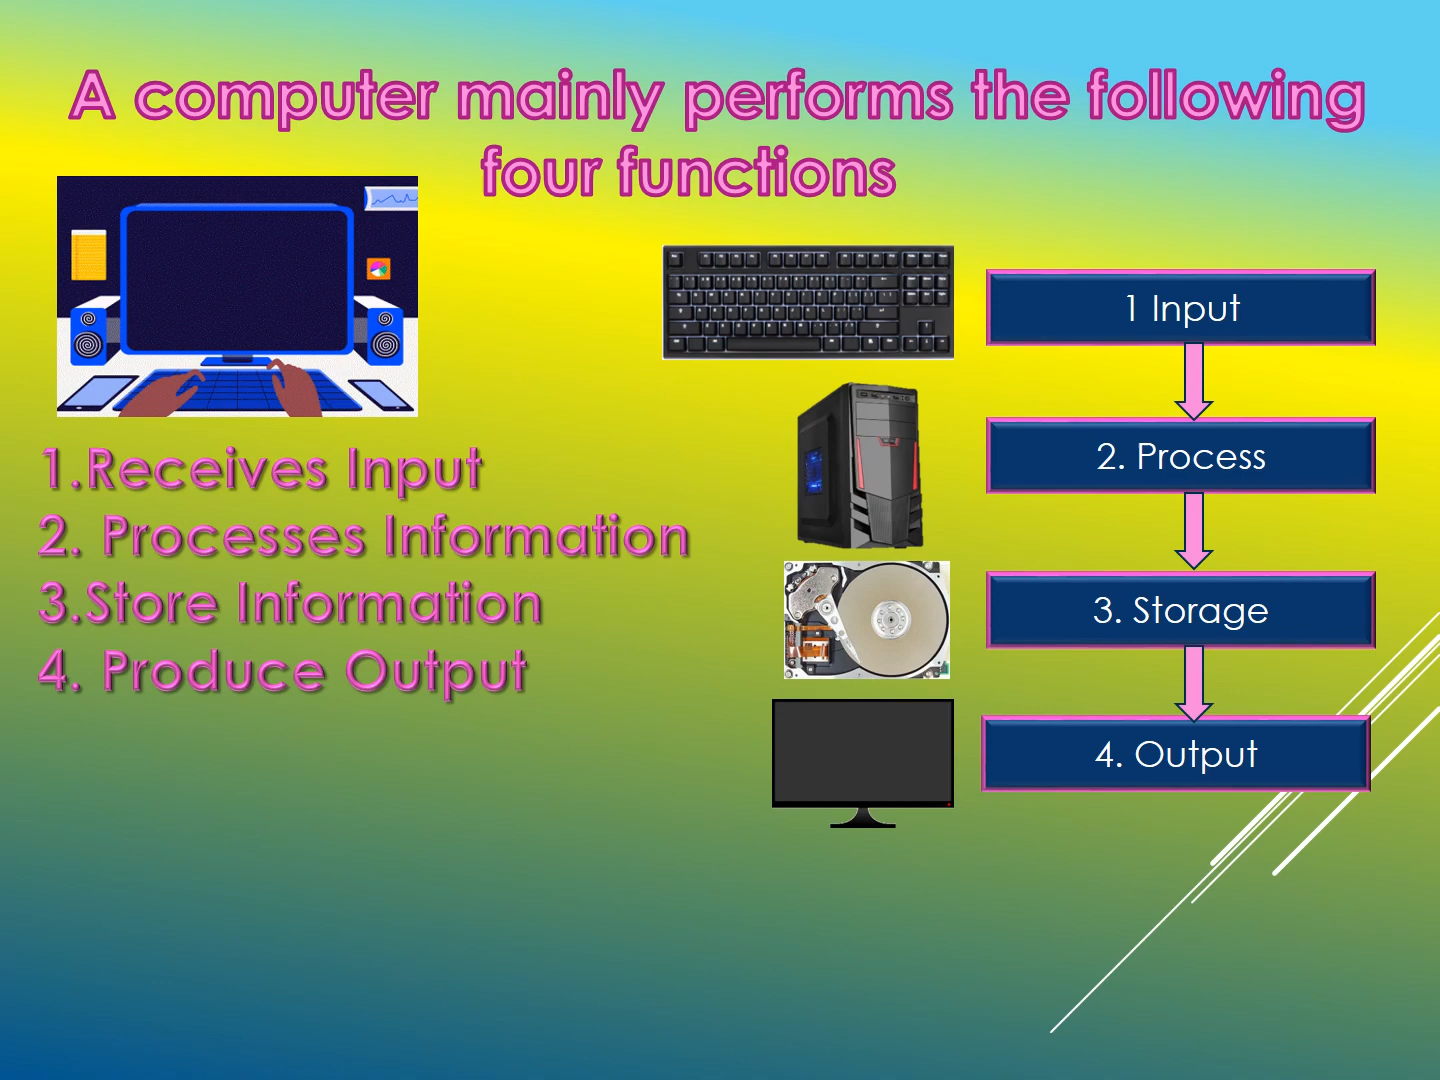 A computer mainly performs the following
four functions
1.Receives Input
2. Processes Information
3.Store Information
4. Produce Output
1 Input
2. Process
3. Storage
4. Output